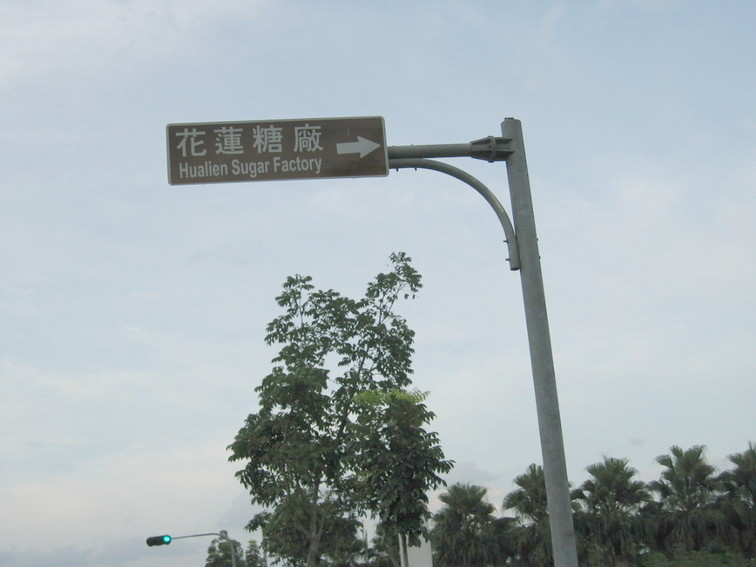 花蓮糖廠
Hualien Sugar Factory